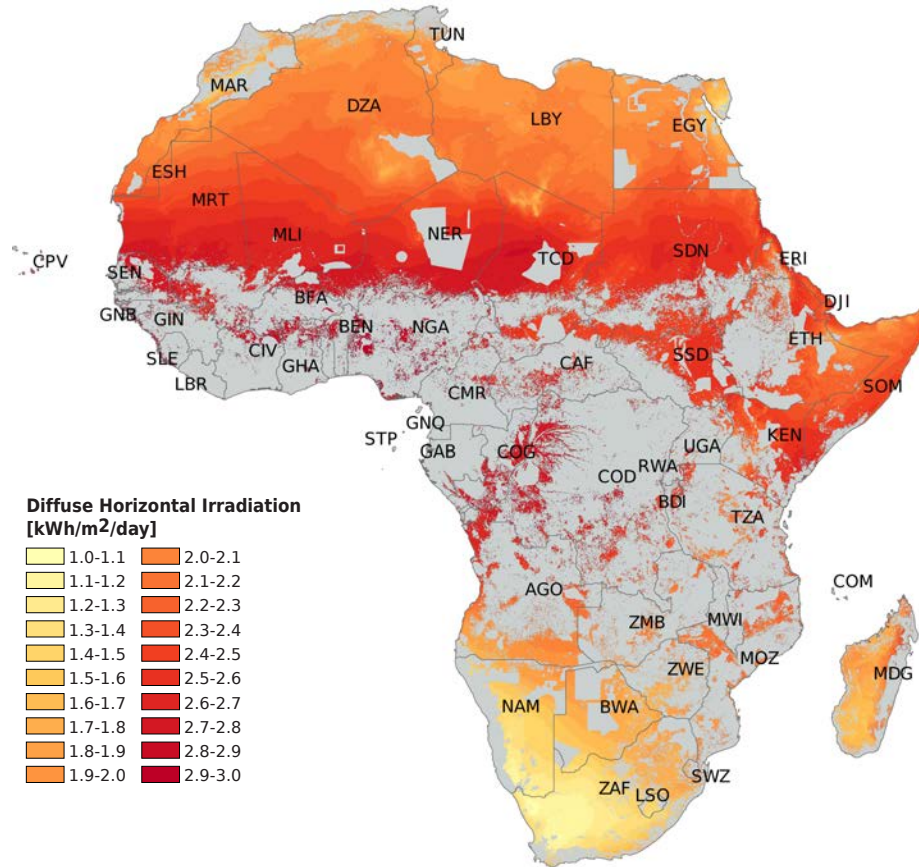 TUN
MAR
DZA
LBY
EGY
ESH
MRT
MLI
NER
TCD
SDN
ERI
CPV
SEN
BFA
DJI
GNB
GIN
BEN
NGA
ETH
SLE
CIV
GHA
CAF
SSD
LBR
CMR
SOM
GNQ
STP
GAB
COG
UGA
KEN
COD
RWA
BDI
TZA
Diffuse Horizontal Irradiation
[kWh/m2/day]
1.0-1.1 2.0-2.1
1.1-1.2 2.1-2.2
1.2-1.3 2.2-2.3
1.3-1.4 2.3-2.4
1.4-1.5 2.4-2.5
1.5-1.6 2.5-2.6
1.6-1.7 2.6-2.7
1.7-1.8 2.7-2.8
1.8-1.9 2.8-2.9
1.9-2.0 2.9-3.0
COM
AGO
ZMB
MWI
MOZ
ZWE
MDG
NAM
BWA
SWZ
ZAF
LSO